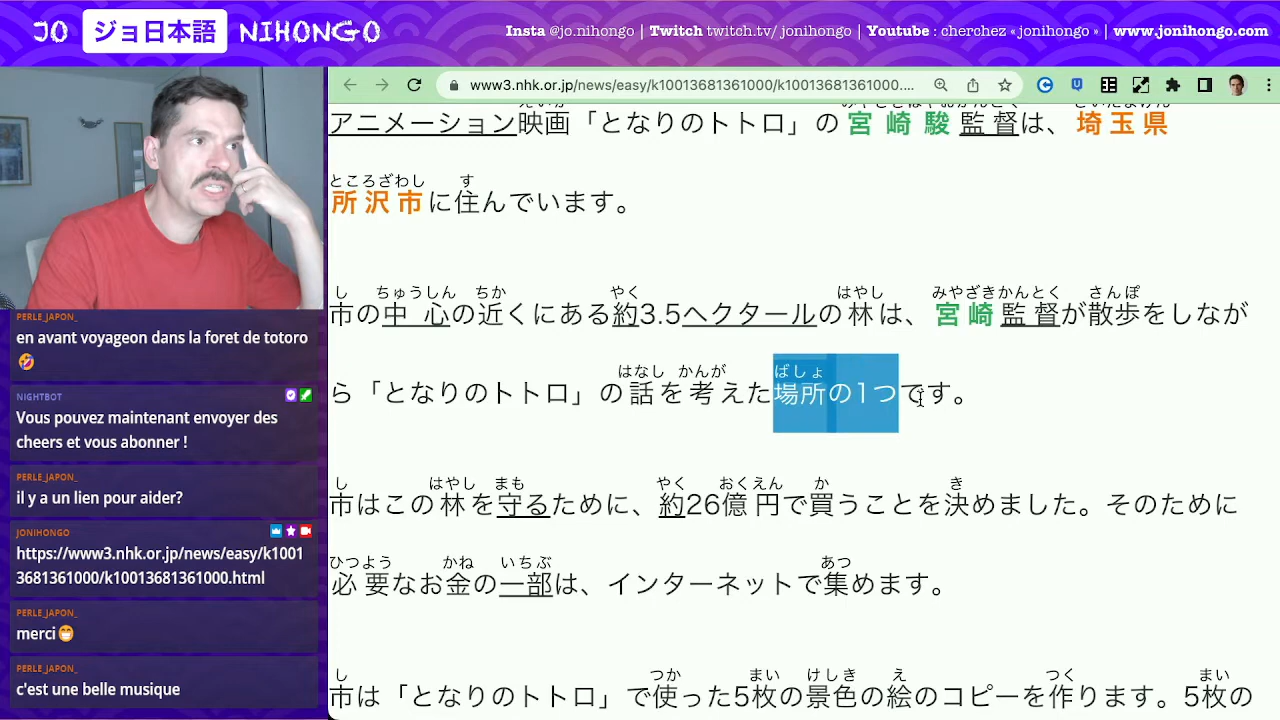 JO ジョ日本語 NIHONGO
Insta @jo.nihongo | Twitch twitch.tv/ jonihongo | Youtube : cherchez « jonihongo » | www.jonihongo.com
www3.nhk.or.jp/news/easy/k10013681361000/k10013681361000....
アニメーション映画「となりのトトロ」の宮崎駿監督は、埼玉県
ところざわし す
所沢市に住んでいます。
し ちゅうしん ちか やく はやし みやざきかんとく さんぽ
市の中心の近くにある約3.5ヘクタールの林は、宮崎監督が散歩をしなが
はなし かんが ばしょ
ら「となりのトトロ」の話を考えた場所の1つです。
し はやし まも やく おくえん か き
市はこの林を守るために、約26億円で買うことを決めました。そのために
ひつよう かね いちぶ あつ
必要なお金の一部は、インターネットで集めます。
し つか まい けしき え つく まい
市は「となりのトトロ」で使った5枚の景色の絵のコピーを作ります。5枚の
PERLE_JAPON_
en avant voyageon dans la foret de totoro
🤣
NIGHTBOT
Vous pouvez maintenant envoyer des
cheers et vous abonner !
PERLE_JAPON_
il y a un lien pour aider?
JONIHONGO
https://www3.nhk.or.jp/news/easy/k1001
3681361000/k10013681361000.html
PERLE_JAPON_
merci 😁
PERLE_JAPON_
c'est une belle musique